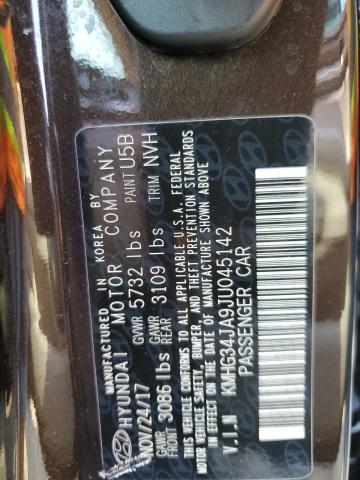 MANUFACTURED IN KOREA BY
HYUNDAI MOTOR COMPANY
NOV/24/17 GVWR 5732 lbs PAINT U5B
GAWR FRONT 3086 lbs GAWR REAR 3109 lbs TRIM NVH
THIS VEHICLE CONFORMS TO ALL APPLICABLE U.S.A. FEDERAL
MOTOR VEHICLE SAFETY, BUMPER, AND THEFT PREVENTION STANDARDS
IN EFFECT ON THE DATE OF MANUFACTURE SHOWN ABOVE
V.I.N KMHG34JA9JU045142
PASSENGER CAR